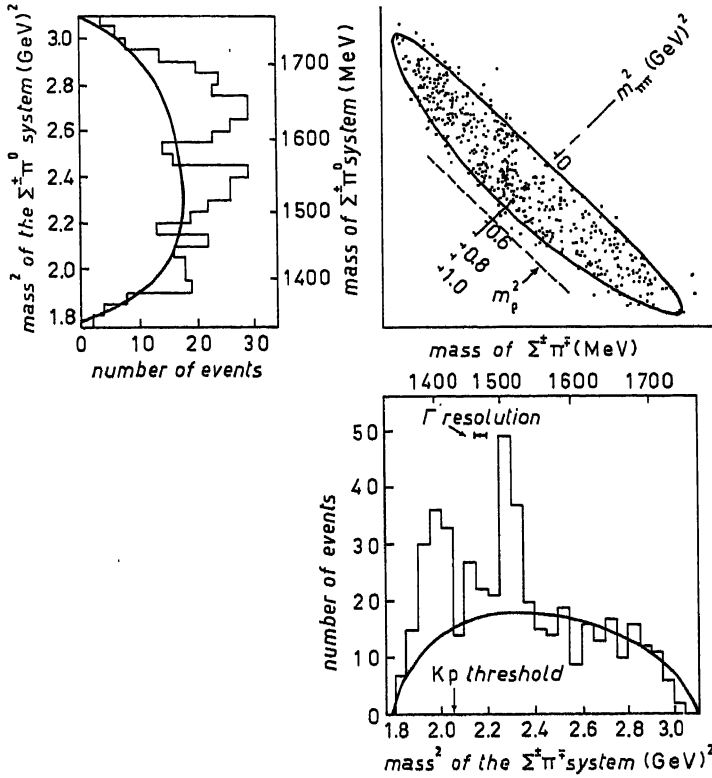 mass² of the Σ±π⁰ system (GeV)²
3.0
2.8
2.6
2.4
2.2
2.0
1.8
0 10 20 30
number of events
1700
1600
1500
1400
mass of Σ±π⁰ system (MeV)
m²ππ (GeV)²
1.0
0.6
0.8
1.0
m²ρ
mass of Σ±π∓ (MeV)
1400 1500 1600 1700
Γ resolution
50
40
30
20
10
0
number of events
Kp threshold
1.8 2.0 2.2 2.4 2.6 2.8 3.0
mass² of the Σ±π∓ system (GeV)²